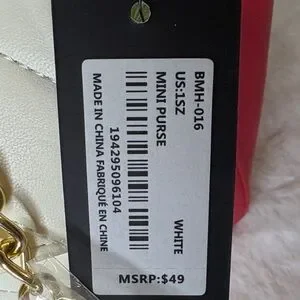 BMH-016
US:1SZ
MINI PURSE
WHITE
194295096104
MADE IN CHINA FABRIQUÉ EN CHINE
MSRP:$49